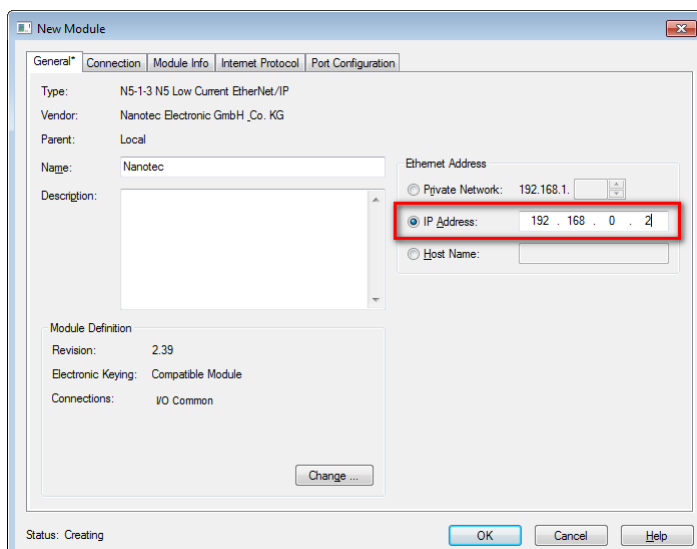 New Module
General* Connection Module Info Internet Protocol Port Configuration
Type: N5-1-3 N5 Low Current EtherNet/IP
Vendor: Nanotec Electronic GmbH _Co. KG
Parent: Local
Name: Nanotec
Description:
Ethernet Address
Private Network: 192.168.1.
IP Address: 192 . 168 . 0 . 2
Host Name:
Module Definition
Revision: 2.39
Electronic Keying: Compatible Module
Connections: I/O Common
Change ...
Status: Creating
OK Cancel Help